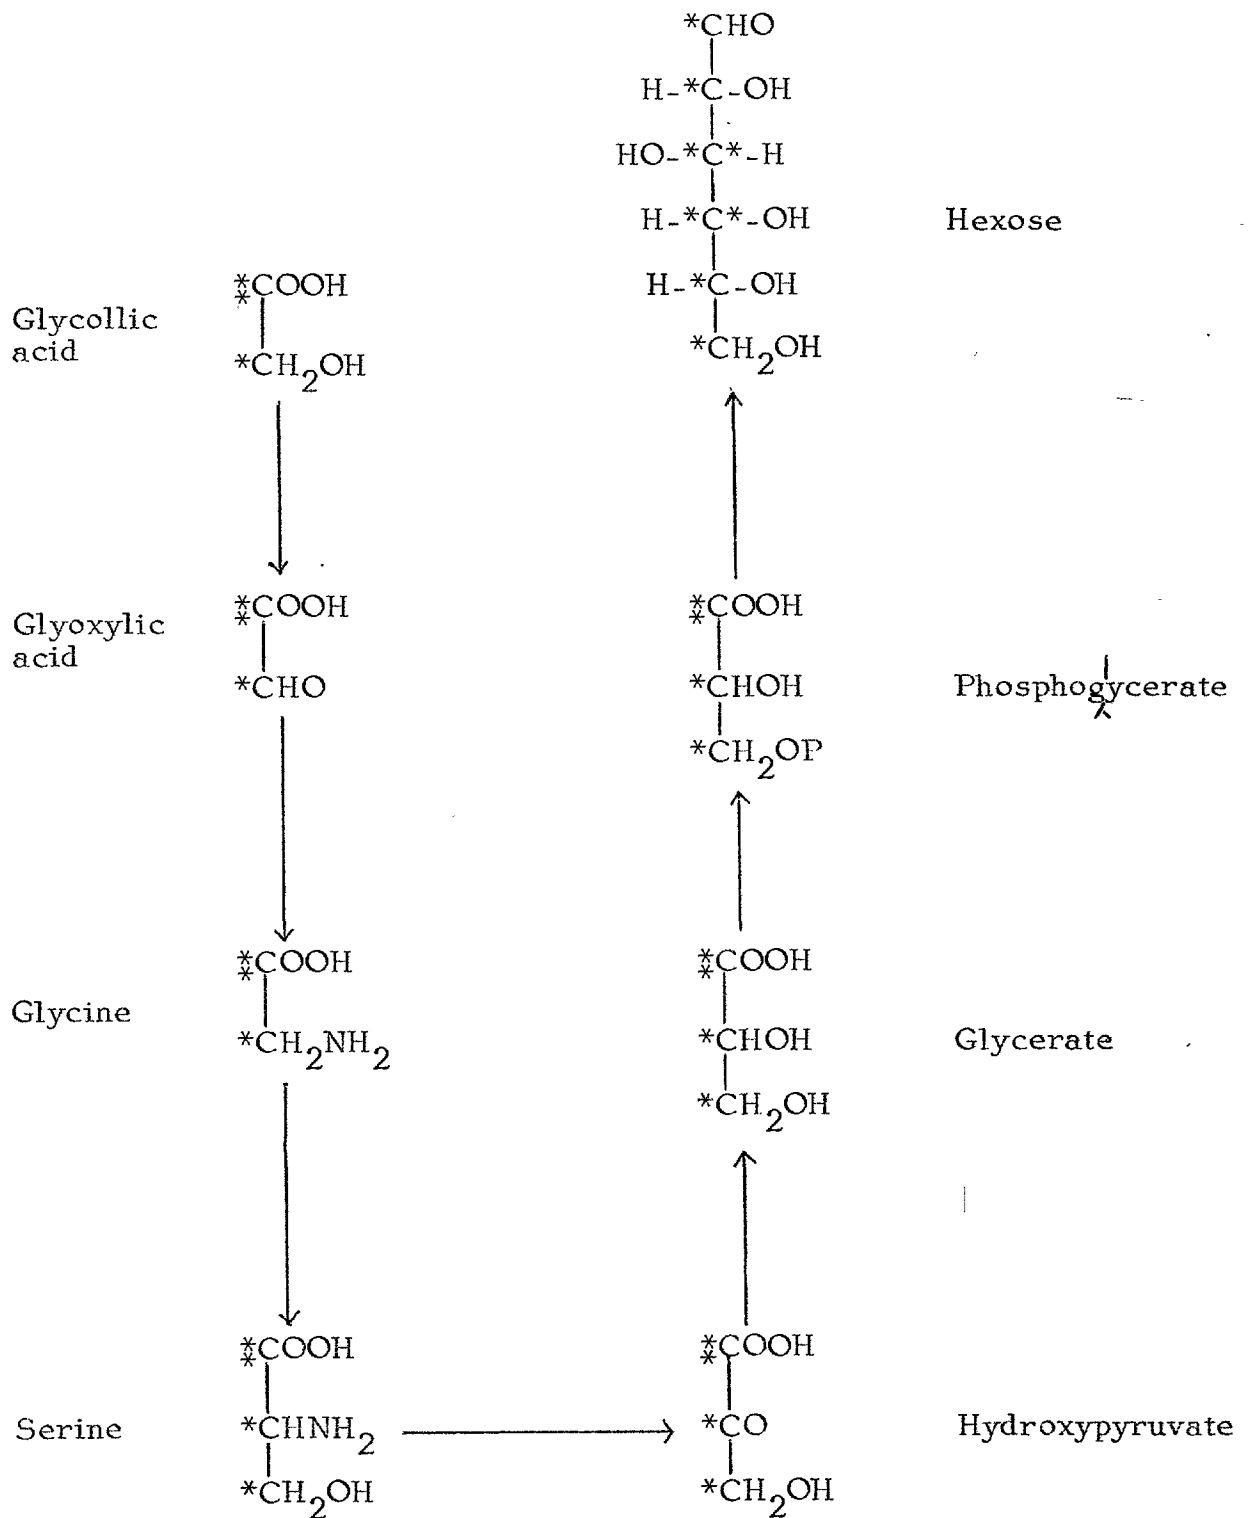 *CHO
H-*C-OH
HO-*C*-H
H-*C*-OH
Hexose
H-*C-OH
*CH2OH
Glycollic
acid
**COOH
*CH2OH
Glyoxylic
acid
**COOH
*CHO
Glycine
**COOH
*CH2NH2
Serine
**COOH
*CHNH2
*CH2OH
**COOH
*CO
*CH2OH
Hydroxypyruvate
**COOH
*CHOH
*CH2OH
Glycerate
**COOH
*CHOH
*CH2OP
Phosphoglycerate